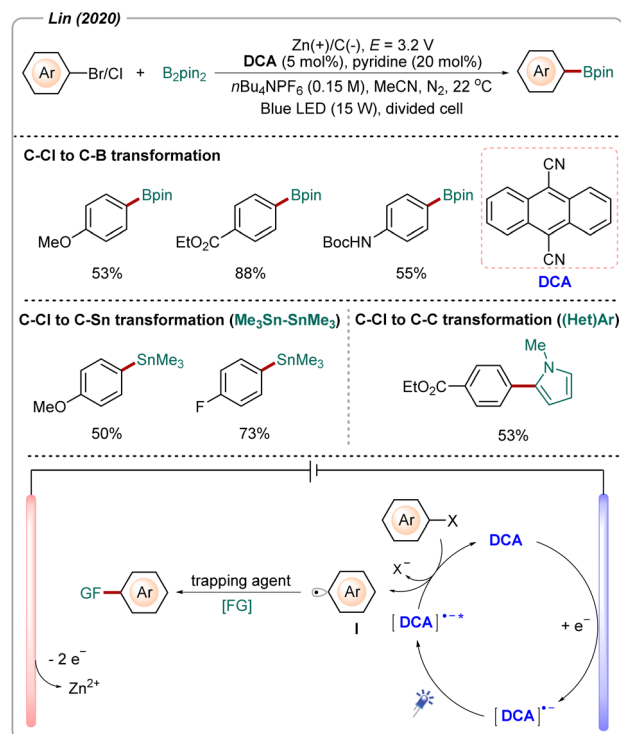 Lin (2020)
Ar
Br/Cl + B2pin2
Zn(+)/C(-), E = 3.2 V
DCA (5 mol%), pyridine (20 mol%)
nBu4NPF6 (0.15 M), MeCN, N2, 22 °C
Blue LED (15 W), divided cell
Ar
Bpin
C-Cl to C-B transformation
Bpin
MeO
53%
Bpin
EtO2C
88%
Bpin
BocHN
55%
CN
CN
DCA
C-Cl to C-Sn transformation (Me3Sn-SnMe3)
SnMe3
MeO
50%
SnMe3
F
73%
C-Cl to C-C transformation ((Het)Ar)
Me
N
EtO2C
53%
Ar
X
DCA
X−
GF
Ar
trapping agent
[FG]
Ar
I
[DCA]•−*
+ e−
- 2 e−
Zn2+
[DCA]•−